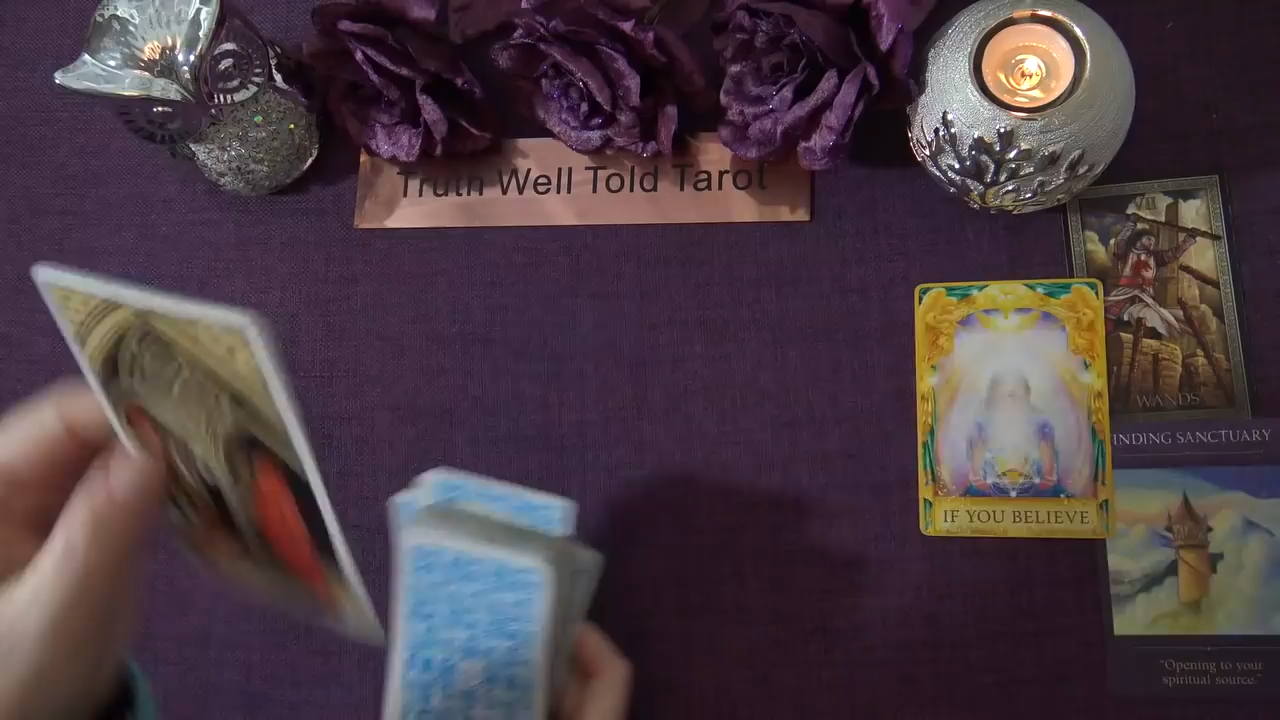 Truth Well Told Tarot
VII
WANDS
IF YOU BELIEVE
INDING SANCTUARY
"Opening to your
spiritual source."